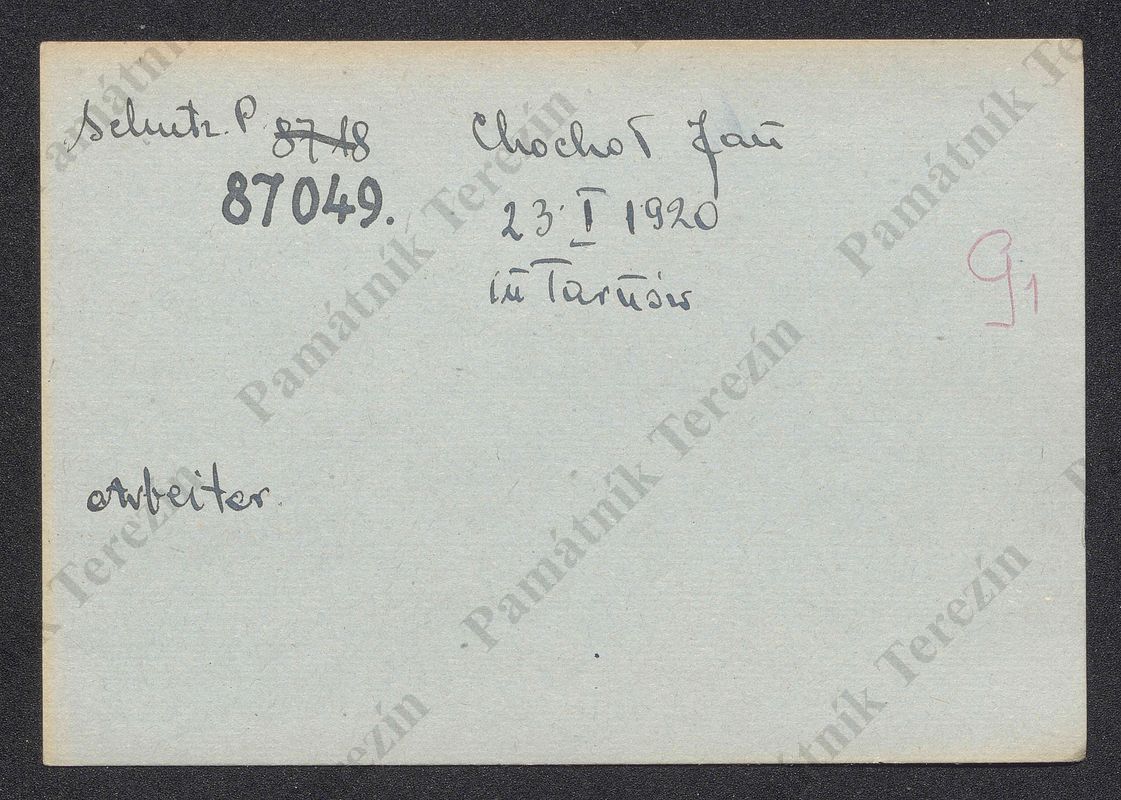 Schutz. P. 8718 Chochoł Jan
87049.
23 I 1920
in Tarnów
G1
Arbeiter.
Památník Terezín